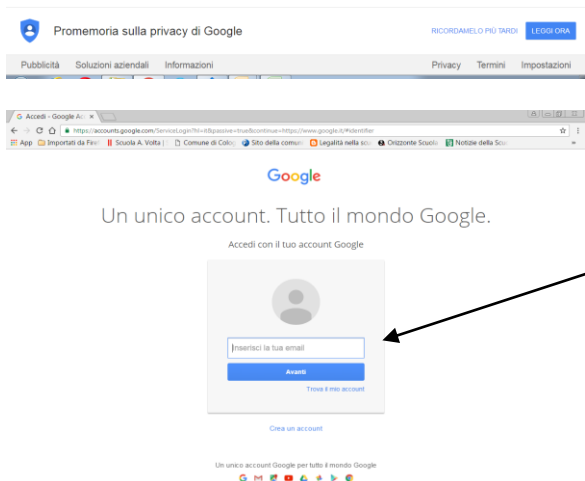 Promemoria sulla privacy di Google
RICORDAMELO PIÙ TARDI
LEGGI ORA
Pubblicità Soluzioni aziendali Informazioni Privacy Termini Impostazioni
G Accedi - Google Ac ×
https://accounts.google.com/ServiceLogin?hl=it&passive=true&continue=https://www.google.it/#identifier
App Importati da Firef Scuola A. Volta | Comune di Colog Sito della comun Legalità nella scu Orizzonte Scuola Notizie della Scu »
Google
Un unico account. Tutto il mondo Google.
Accedi con il tuo account Google
Inserisci la tua email
Avanti
Trova il mio account
Crea un account
Un unico account Google per tutto il mondo Google